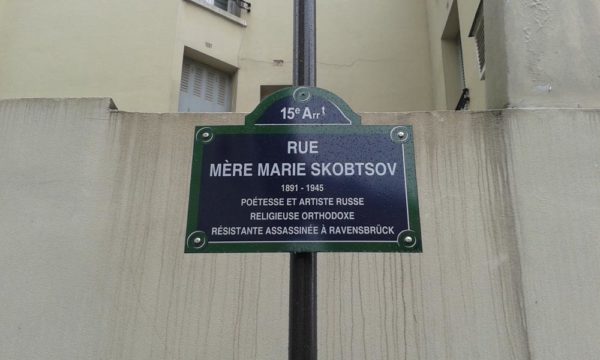 15e Arrt
RUE
MÈRE MARIE SKOBTSOV
1891 - 1945
POÉTESSE ET ARTISTE RUSSE
RELIGIEUSE ORTHODOXE
RÉSISTANTE ASSASSINÉE À RAVENSBRÜCK